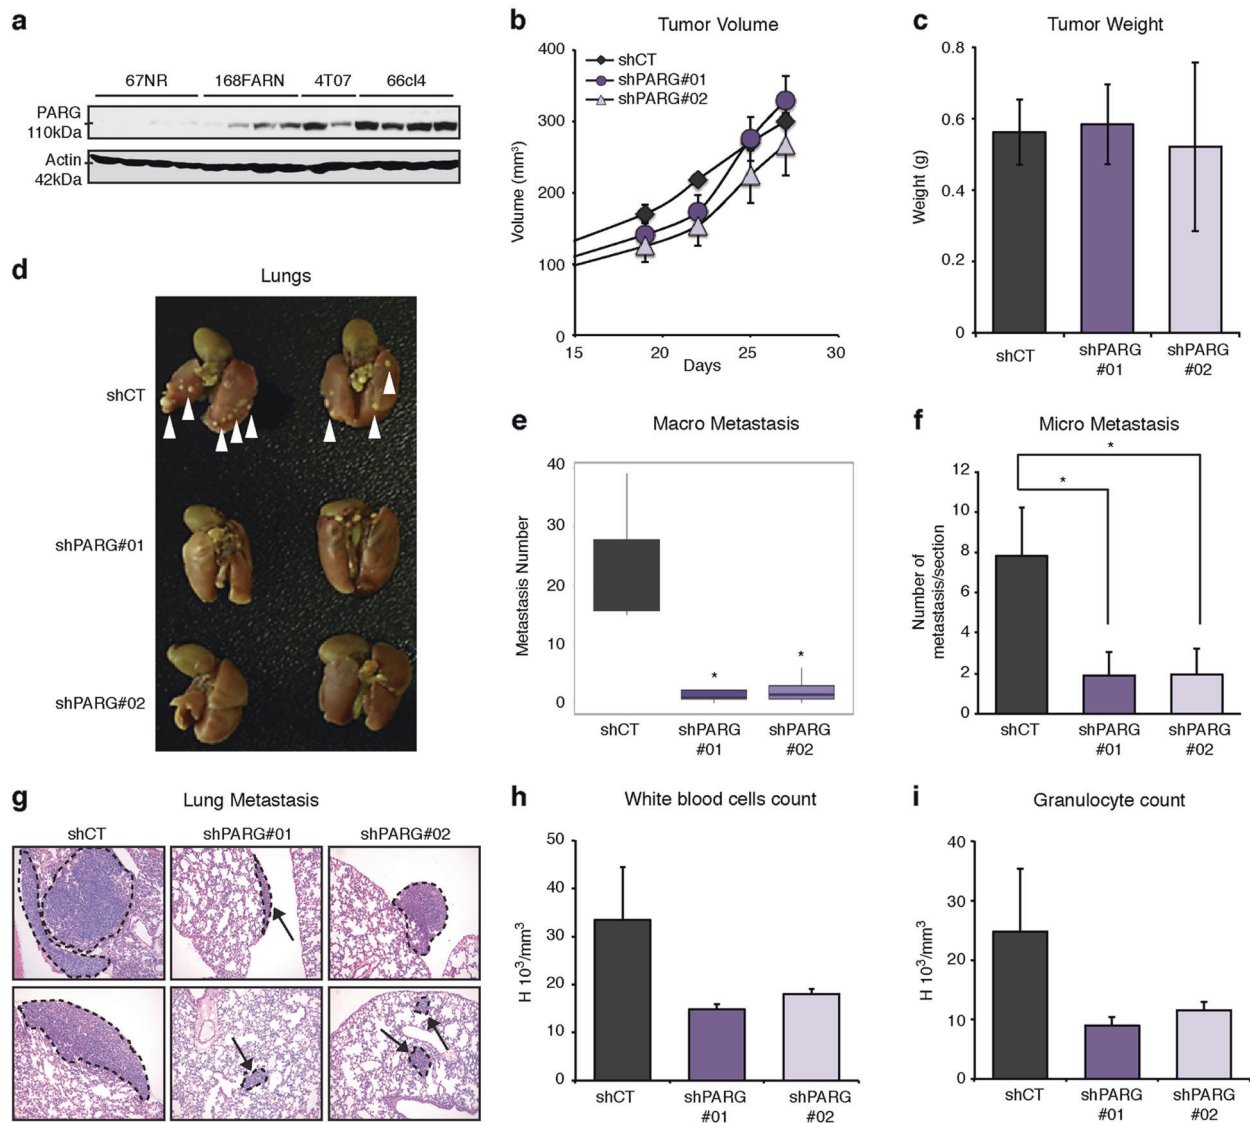 a
67NR 168FARN 4T07 66cl4
PARG
110kDa
Actin
42kDa
b
Tumor Volume
400
300
200
100
0
Volume (mm³)
shCT
shPARG#01
shPARG#02
15 20 25 30
Days
c
Tumor Weight
0.8
0.6
0.4
0.2
0
Weight (g)
shCT shPARG #01 shPARG #02
d
Lungs
shCT
shPARG#01
shPARG#02
e
Macro Metastasis
40
30
20
10
0
Metastasis Number
*
*
shCT shPARG #01 shPARG #02
f
Micro Metastasis
12
10
8
6
4
2
0
Number of
metastasis/section
*
*
shCT shPARG #01 shPARG #02
g
Lung Metastasis
shCT shPARG#01 shPARG#02
h
White blood cells count
50
40
30
20
10
0
H 10³/mm³
shCT shPARG #01 shPARG #02
i
Granulocyte count
40
30
20
10
0
H 10³/mm³
shCT shPARG #01 shPARG #02